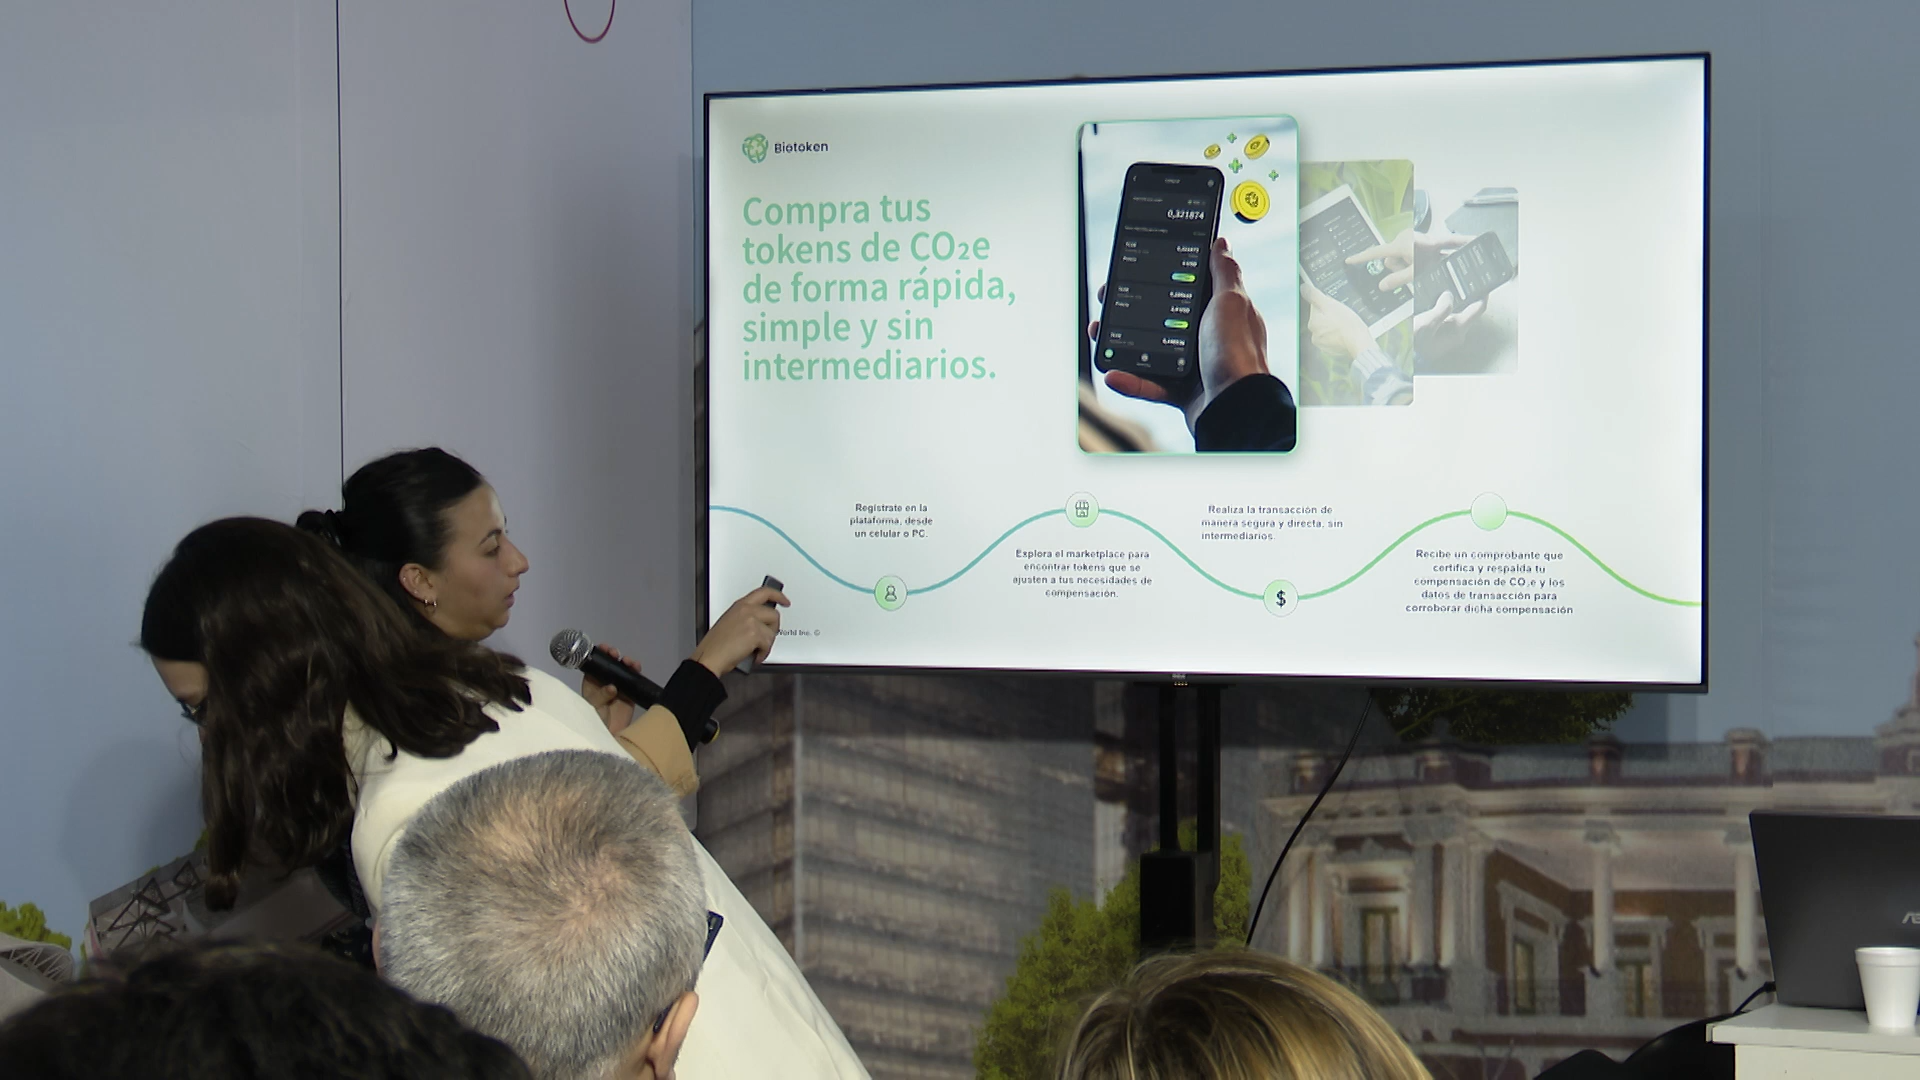 Biotoken
Compra tus
tokens de CO₂e
de forma rápida,
simple y sin
intermediarios.
0,321874
Regístrate en la
plataforma, desde
un celular o PC.
Explora el marketplace para
encontrar tokens que se
ajusten a tus necesidades de
compensación.
Realiza la transacción de
manera segura y directa, sin
intermediarios.
$
Recibe un comprobante que
certifica y respalda tu
compensación de CO₂e y los
datos de transacción para
corroborar dicha compensación
World Inc. ©